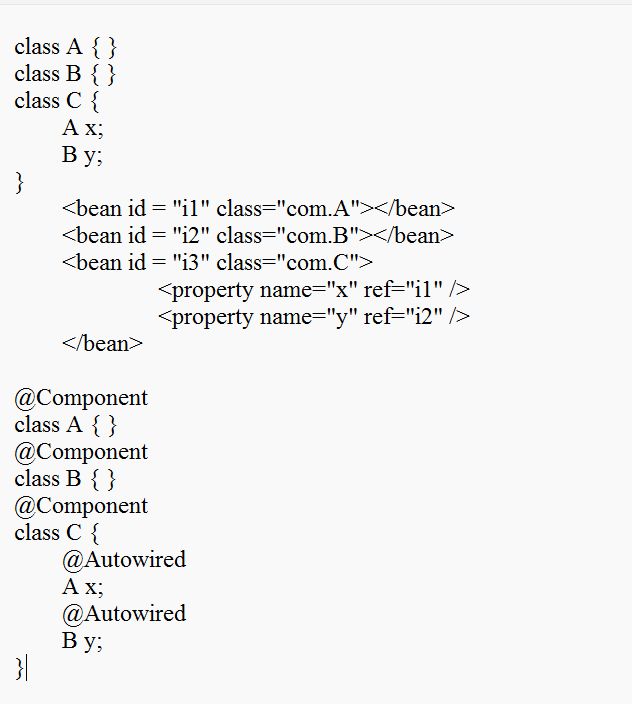 class A { }
class B { }
class C {
A x;
B y;
}
<bean id = "i1" class="com.A"></bean>
<bean id = "i2" class="com.B"></bean>
<bean id = "i3" class="com.C">
<property name="x" ref="i1" />
<property name="y" ref="i2" />
</bean>
@Component
class A { }
@Component
class B { }
@Component
class C {
@Autowired
A x;
@Autowired
B y;
}